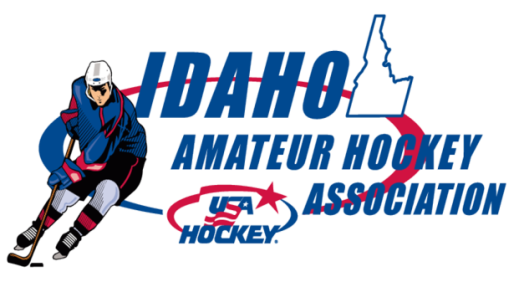 IDAHO
AMATEUR HOCKEY
ASSOCIATION
USA
HOCKEY®